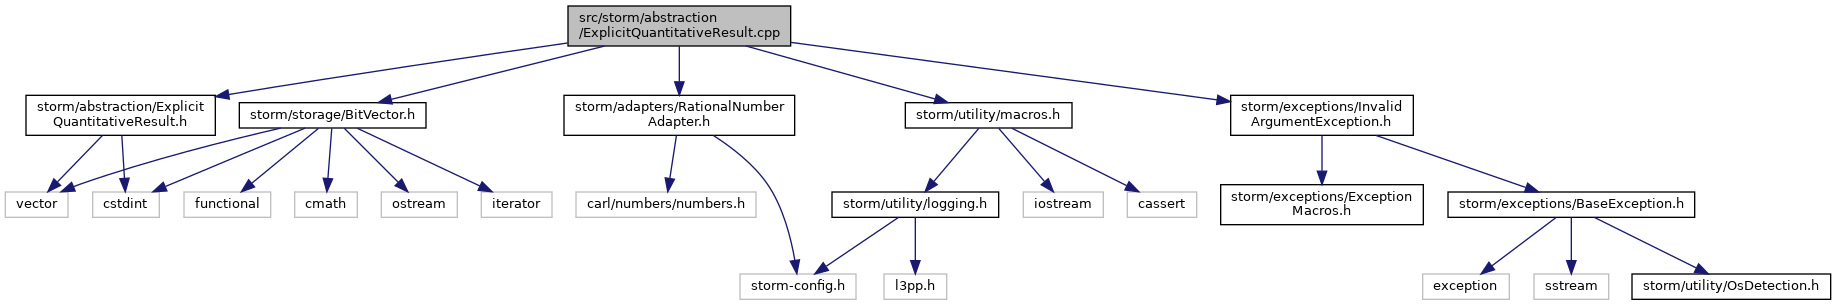 src/storm/abstraction
/ExplicitQuantitativeResult.cpp
storm/abstraction/Explicit
QuantitativeResult.h
storm/storage/BitVector.h
storm/adapters/RationalNumber
Adapter.h
storm/utility/macros.h
storm/exceptions/Invalid
ArgumentException.h
vector
cstdint
functional
cmath
ostream
iterator
carl/numbers/numbers.h
storm/utility/logging.h
iostream
cassert
storm/exceptions/Exception
Macros.h
storm/exceptions/BaseException.h
storm-config.h
l3pp.h
exception
sstream
storm/utility/OsDetection.h